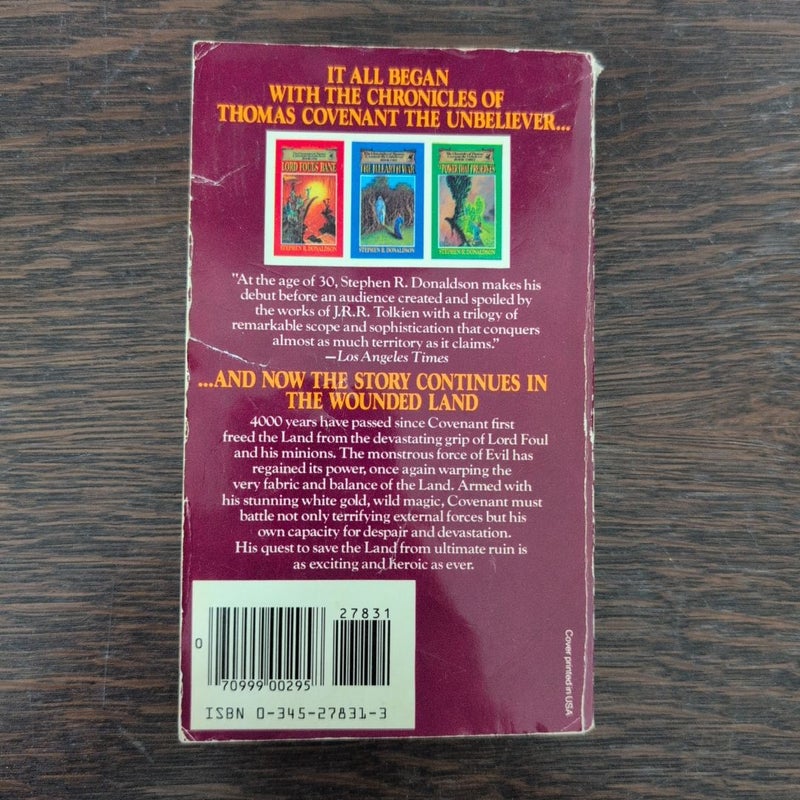 IT ALL BEGAN
WITH THE CHRONICLES OF
THOMAS COVENANT THE UNBELIEVER...
LORD FOUL'S BANE
THE ILLEARTH WAR
POWER THAT PRESERVES
STEPHEN R. DONALDSON
STEPHEN R. DONALDSON
STEPHEN R. DONALDSON
"At the age of 30, Stephen R. Donaldson makes his
debut before an audience created and spoiled by
the works of J.R.R. Tolkien with a trilogy of
remarkable scope and sophistication that conquers
almost as much territory as it claims."
—Los Angeles Times
...AND NOW THE STORY CONTINUES IN
THE WOUNDED LAND
4000 years have passed since Covenant first
freed the Land from the devastating grip of Lord Foul
and his minions. The monstrous force of Evil has
regained its power, once again warping the
very fabric and balance of the Land. Armed with
his stunning white gold, wild magic, Covenant must
battle not only terrifying external forces but his
own capacity for despair and devastation.
His quest to save the Land from ultimate ruin is
as exciting and heroic as ever.
27831
0
70999 00295
ISBN 0-345-27831-3
Cover printed in USA